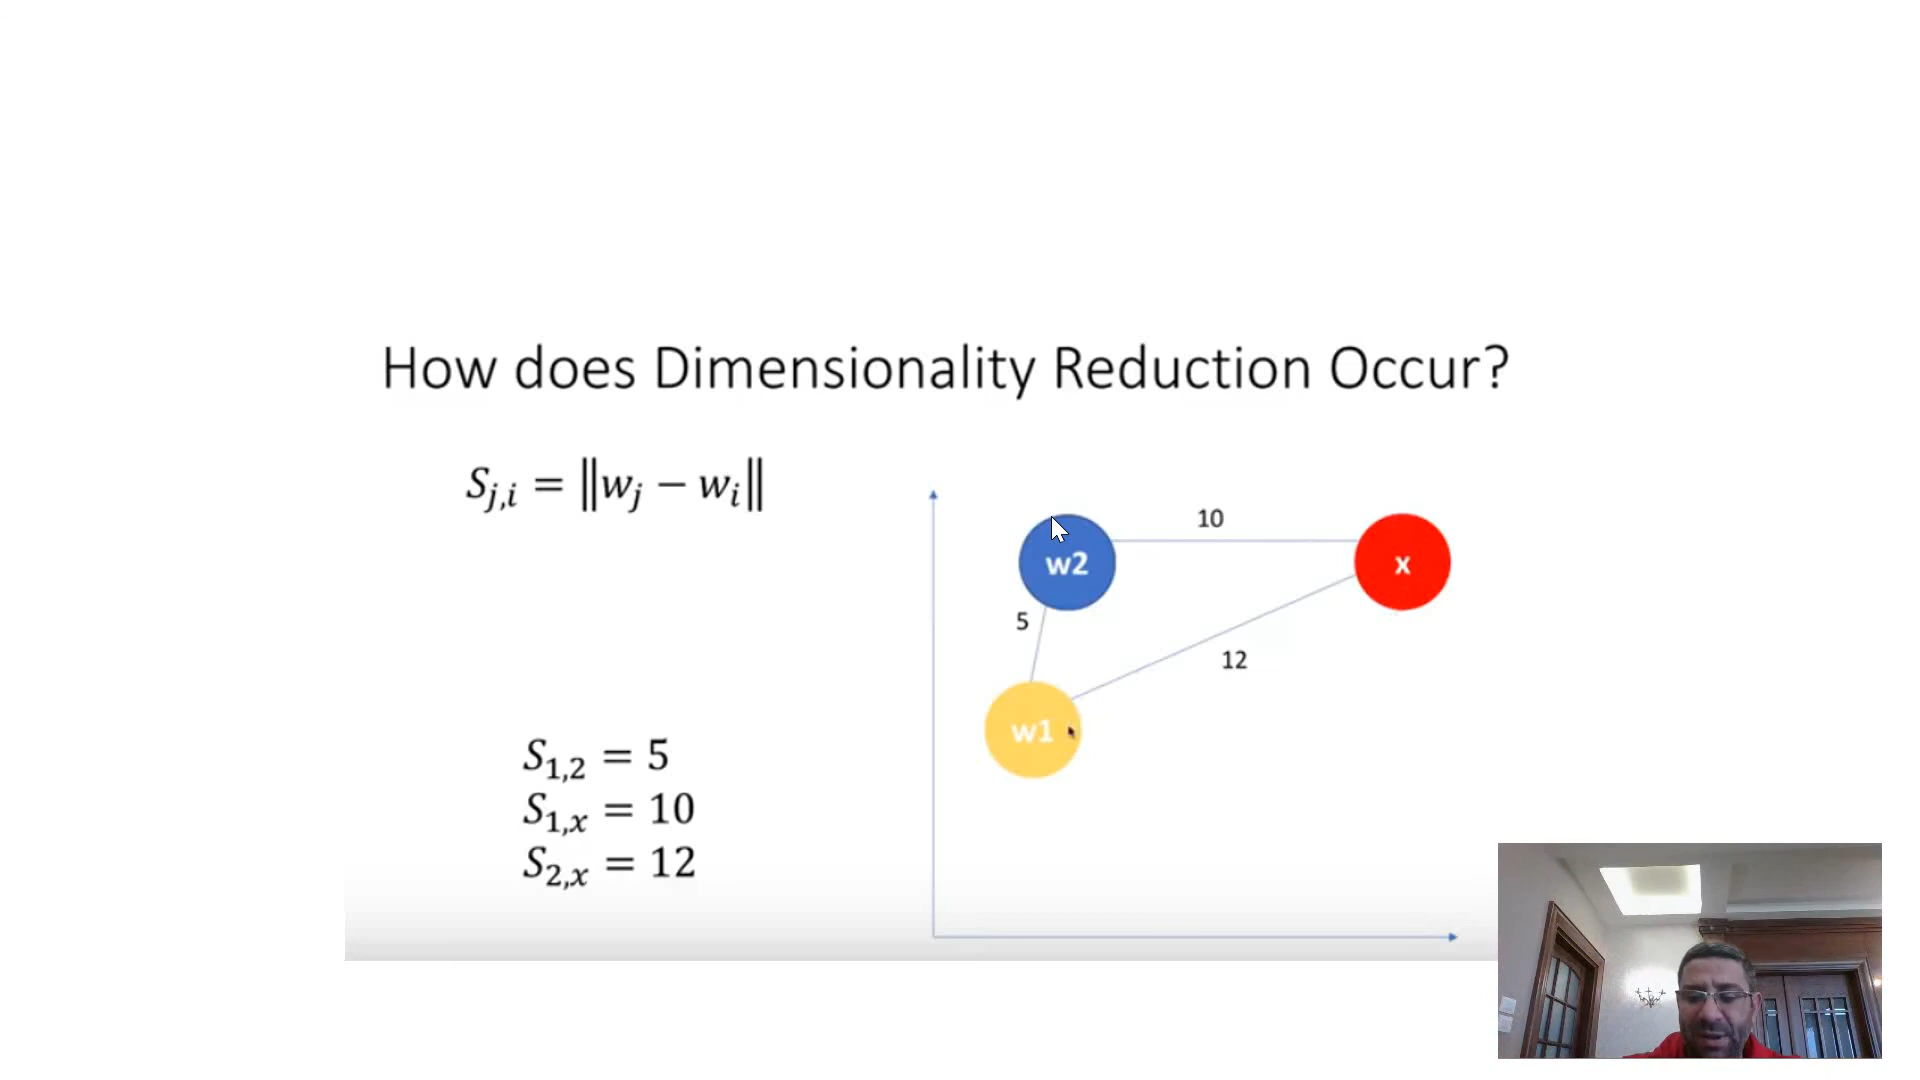 How does Dimensionality Reduction Occur?
S_{j,i} = ‖w_j − w_i‖
10
w2
x
5
12
w1
S_{1,2} = 5
S_{1,x} = 10
S_{2,x} = 12